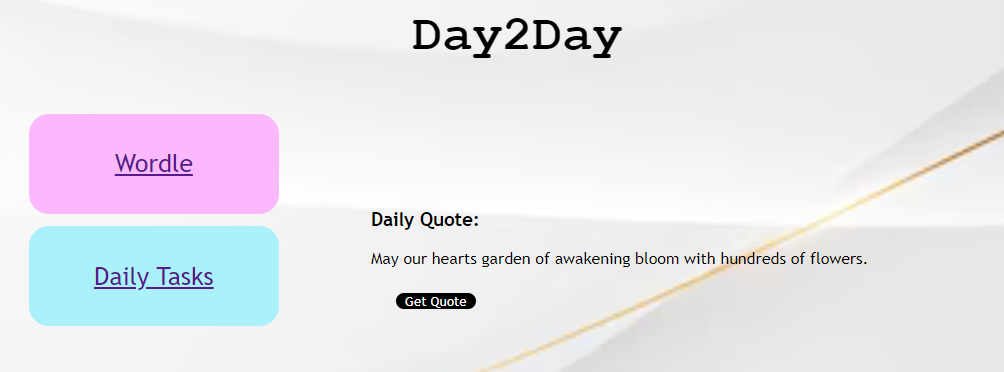 Day2Day
Wordle
Daily Tasks
Daily Quote:
May our hearts garden of awakening bloom with hundreds of flowers.
Get Quote